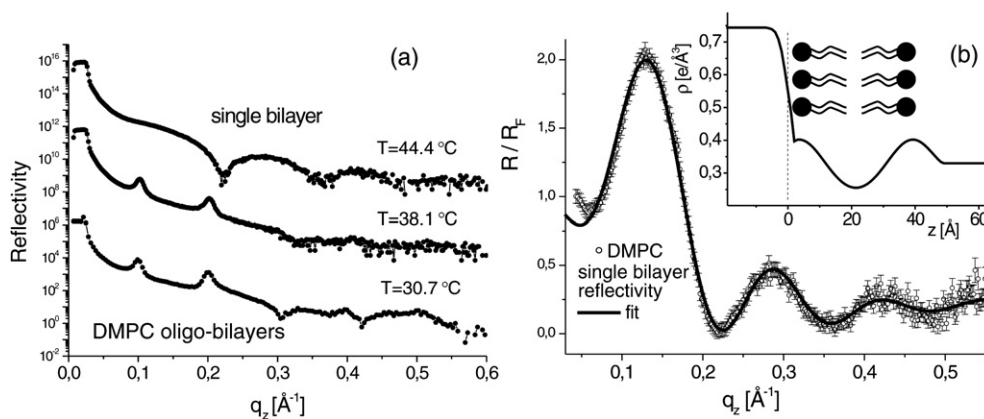 (a)
Reflectivity
10^16
10^14
10^12
10^10
10^8
10^6
10^4
10^2
10^0
10^-2
single bilayer
T=44.4 °C
T=38.1 °C
T=30.7 °C
DMPC oligo-bilayers
0,0 0,1 0,2 0,3 0,4 0,5 0,6
q_z [Å^-1]
(b)
R / R_F
2,0
1,5
1,0
0,5
0,0
DMPC
single bilayer
reflectivity
fit
0,1 0,2 0,3 0,4 0,5
q_z [Å^-1]
ρ [e/Å^3]
0,7
0,6
0,5
0,4
0,3
0 20 40 60
z [Å]